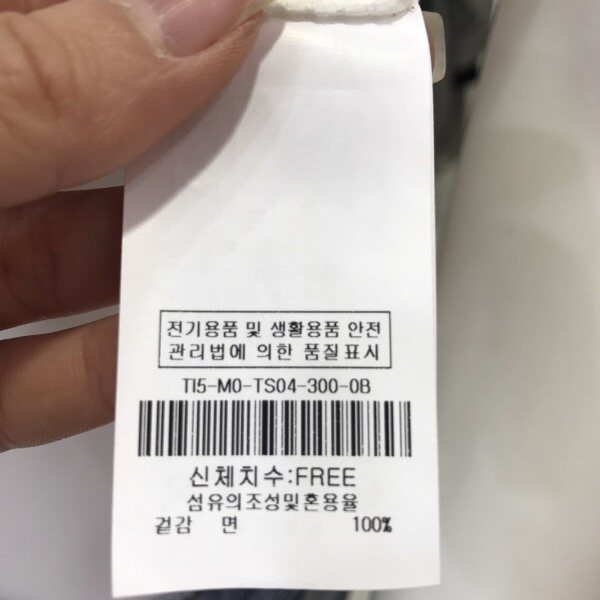 전기용품 및 생활용품 안전
관리법에 의한 품질표시
TI5-M0-TS04-300-0B
신체치수:FREE
섬유의조성및혼용율
겉감 면 100%